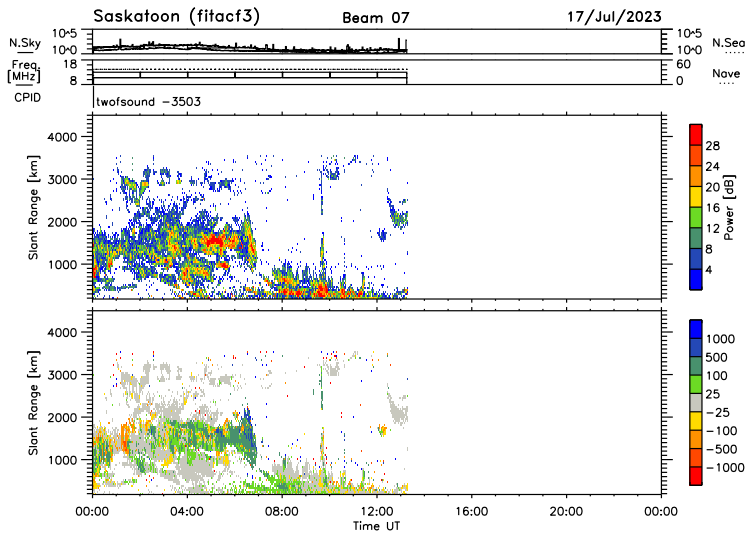 Saskatoon (fitacf3) Beam 07 17/Jul/2023
N.Sky 10^5 10^0 10^5 10^0 N.Sea
Freq. [MHz] 18 8 60 0 Nave
CPID twofsound -3503
Slant Range [km] 4000 3000 2000 1000
Power [dB] 28 24 20 16 12 8 4
Slant Range [km] 4000 3000 2000 1000
1000 500 100 25 -25 -100 -500 -1000
00:00 04:00 08:00 12:00 16:00 20:00 00:00
Time UT